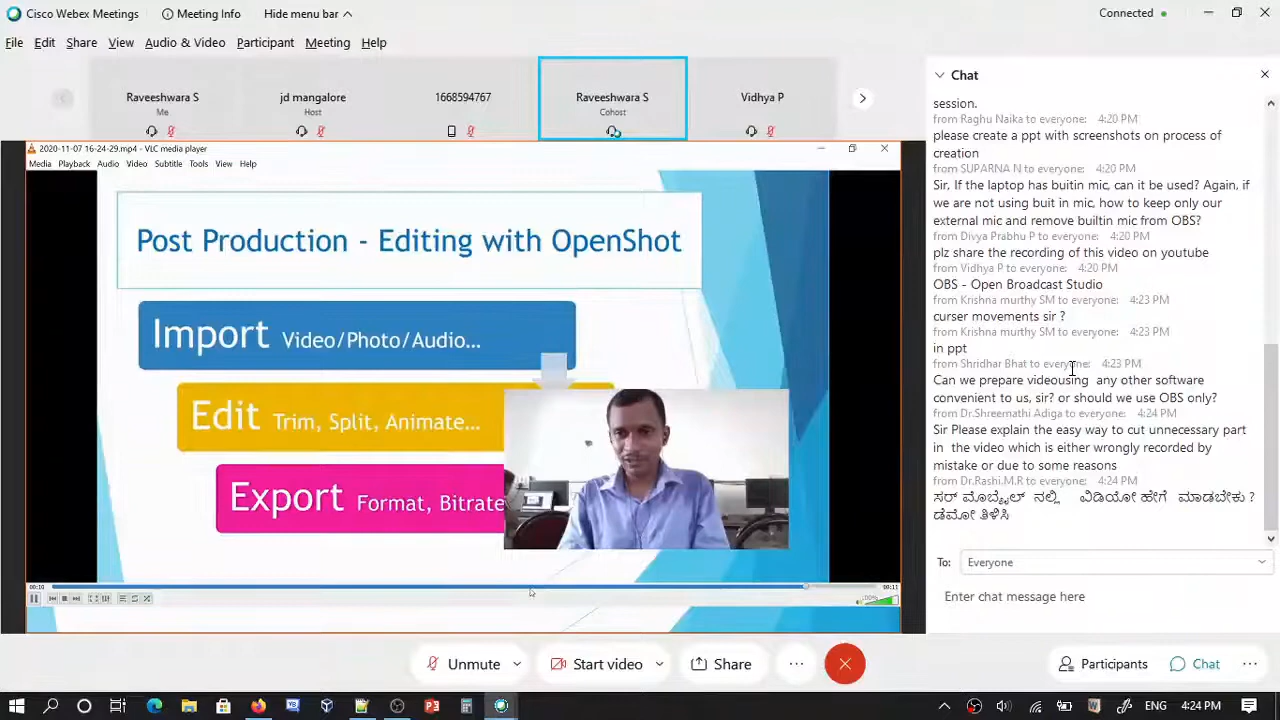 Cisco Webex Meetings
Meeting Info
Hide menu bar
Connected
File Edit Share View Audio & Video Participant Meeting Help
Raveeshwara S
Me
jd mangalore
Host
1668594767
Raveeshwara S
Cohost
Vidhya P
2020-11-07 16-24-29.mp4 - VLC media player
Media Playback Audio Video Subtitle Tools View Help
Post Production - Editing with OpenShot
Import Video/Photo/Audio...
Edit Trim, Split, Animate...
Export Format, Bitrate
00:10
00:11
100%
Chat
session.
from Raghu Naika to everyone: 4:20 PM
please create a ppt with screenshots on process of
creation
from SUPARNA N to everyone: 4:20 PM
Sir, If the laptop has buitin mic, can it be used? Again, if
we are not using buit in mic, how to keep only our
external mic and remove builtin mic from OBS?
from Divya Prabhu P to everyone: 4:20 PM
plz share the recording of this video on youtube
from Vidhya P to everyone: 4:20 PM
OBS - Open Broadcast Studio
from Krishna murthy SM to everyone: 4:23 PM
curser movements sir ?
from Krishna murthy SM to everyone: 4:23 PM
in ppt
from Shridhar Bhat to everyone: 4:23 PM
Can we prepare videousing any other software
convenient to us, sir? or should we use OBS only?
from Dr.Shreemathi Adiga to everyone: 4:24 PM
Sir Please explain the easy way to cut unnecessary part
in the video which is either wrongly recorded by
mistake or due to some reasons
from Dr.Rashi.M.R to everyone: 4:24 PM
ಸರ್ ಮೊಬೈಲ್ ನಲ್ಲಿ ವಿಡಿಯೋ ಹೇಗೆ ಮಾಡಬೇಕು ?
ಡೆಮೋ ತಿಳಿಸಿ
To: Everyone
Enter chat message here
Unmute
Start video
Share
Participants
Chat
ENG
4:24 PM